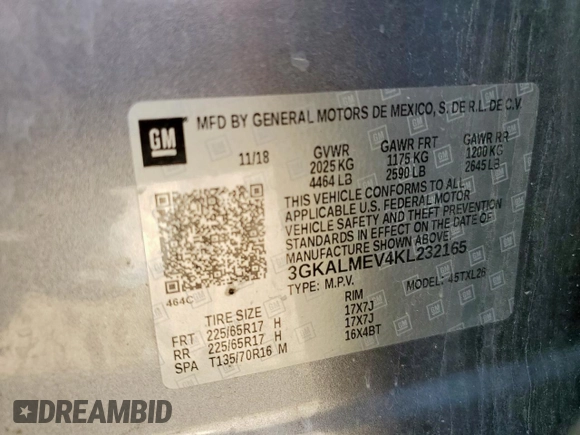 GM
MFD BY GENERAL MOTORS DE MEXICO, S. DE R.L. DE C.V.
11/18 GVWR GAWR FRT GAWR RR
2025 KG 1175 KG 1200 KG
4464 LB 2590 LB 2645 LB
THIS VEHICLE CONFORMS TO ALL
APPLICABLE U.S. FEDERAL MOTOR
VEHICLE SAFETY AND THEFT PREVENTION
STANDARDS IN EFFECT ON THE DATE OF
MANUFACTURE SHOWN ABOVE.
3GKALMEV4KL232165
464C TYPE: M.P.V. MODEL: 45TXL26
TIRE SIZE RIM
FRT 225/65R17 H 17X7J
RR 225/65R17 H 17X7J
SPA T135/70R16 M 16X4BT
DREAMBID